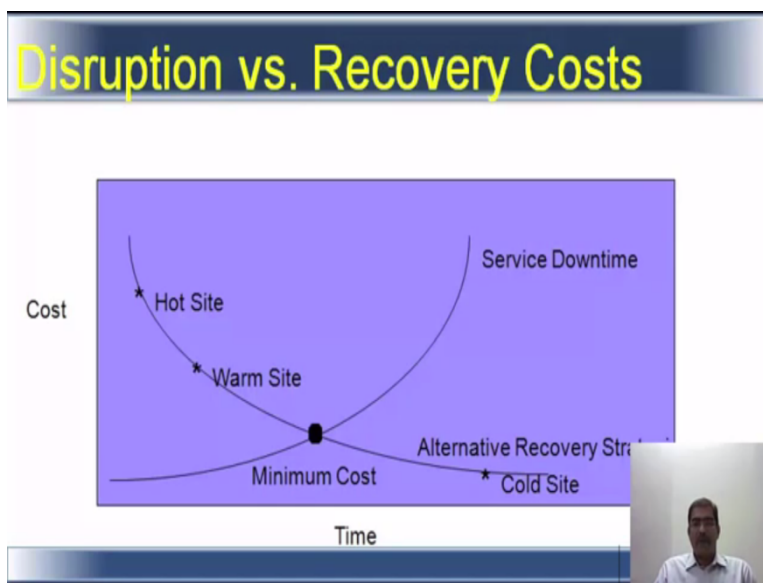 Disruption vs. Recovery Costs
Service Downtime
Cost
Hot Site
Warm Site
Alternative Recovery
Minimum Cost
Cold Site
Time